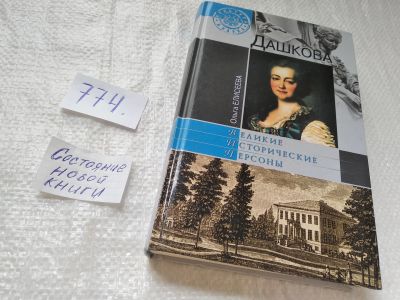 774.
Состояние
новой
книги
ДАШКОВА
Ольга ЕЛИСЕЕВА
ВЕЛИКИЕ
ИСТОРИЧЕСКИЕ
ПЕРСОНЫ